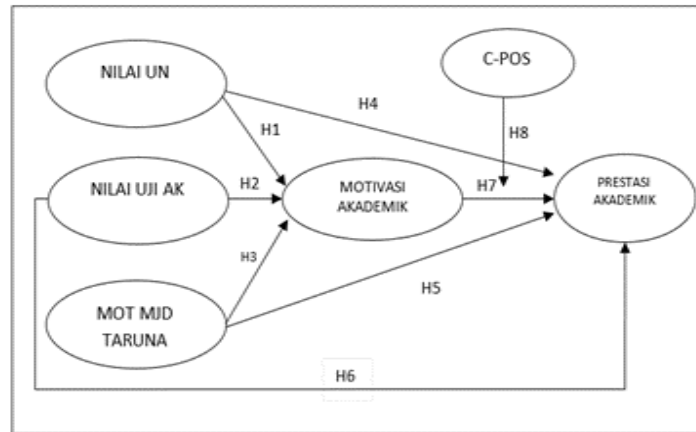 NILAI UN
C-POS
H4
H1
H8
NILAI UJI AK
H2
MOTIVASI
AKADEMIK
H7
PRESTASI
AKADEMIK
H3
MOT MJD
TARUNA
H5
H6